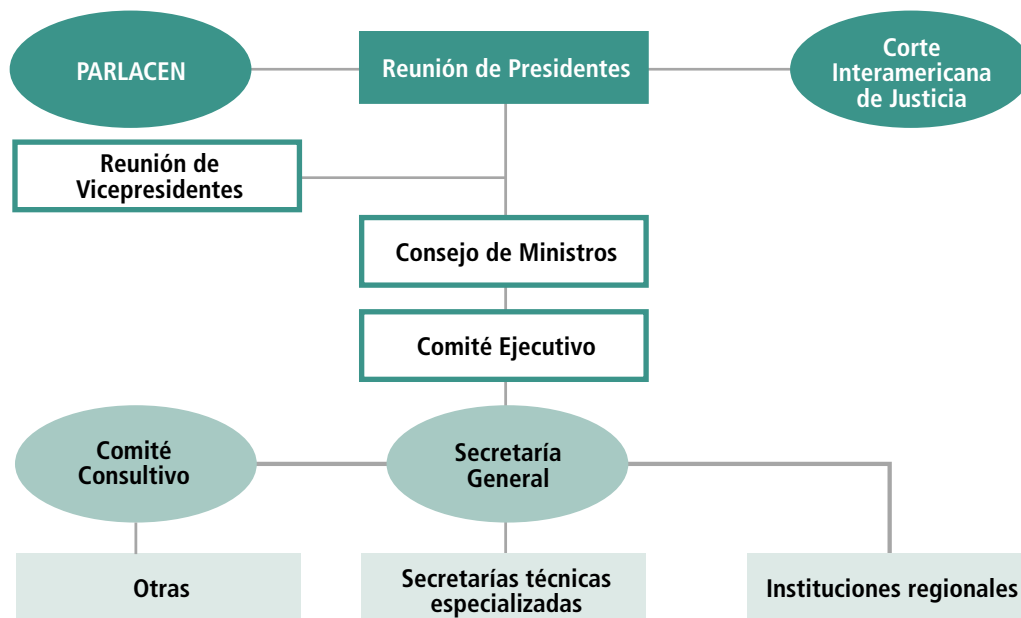 PARLACEN
Reunión de Presidentes
Corte
Interamericana
de Justicia
Reunión de
Vicepresidentes
Consejo de Ministros
Comité Ejecutivo
Comité
Consultivo
Secretaría
General
Otras
Secretarías técnicas
especializadas
Instituciones regionales